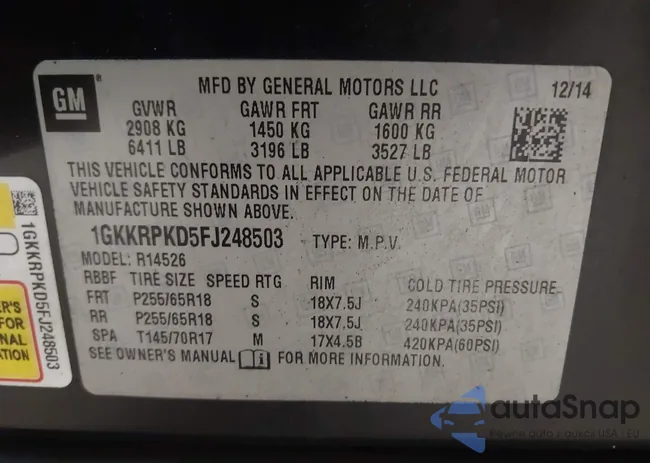 GM
MFD BY GENERAL MOTORS LLC 12/14
GVWR GAWR FRT GAWR RR
2908 KG 1450 KG 1600 KG
6411 LB 3196 LB 3527 LB
THIS VEHICLE CONFORMS TO ALL APPLICABLE U.S. FEDERAL MOTOR
VEHICLE SAFETY STANDARDS IN EFFECT ON THE DATE OF
MANUFACTURE SHOWN ABOVE.
1GKKRPKD5FJ248503 TYPE: M.P.V.
MODEL: R14526
RBBF TIRE SIZE SPEED RTG RIM COLD TIRE PRESSURE
FRT P255/65R18 S 18X7.5J 240KPA(35PSI)
RR P255/65R18 S 18X7.5J 240KPA(35PSI)
SPA T145/70R17 M 17X4.5B 420KPA(60PSI)
SEE OWNER'S MANUAL FOR MORE INFORMATION.
1GKKRPKD5FJ248503
FOR
autoSnap